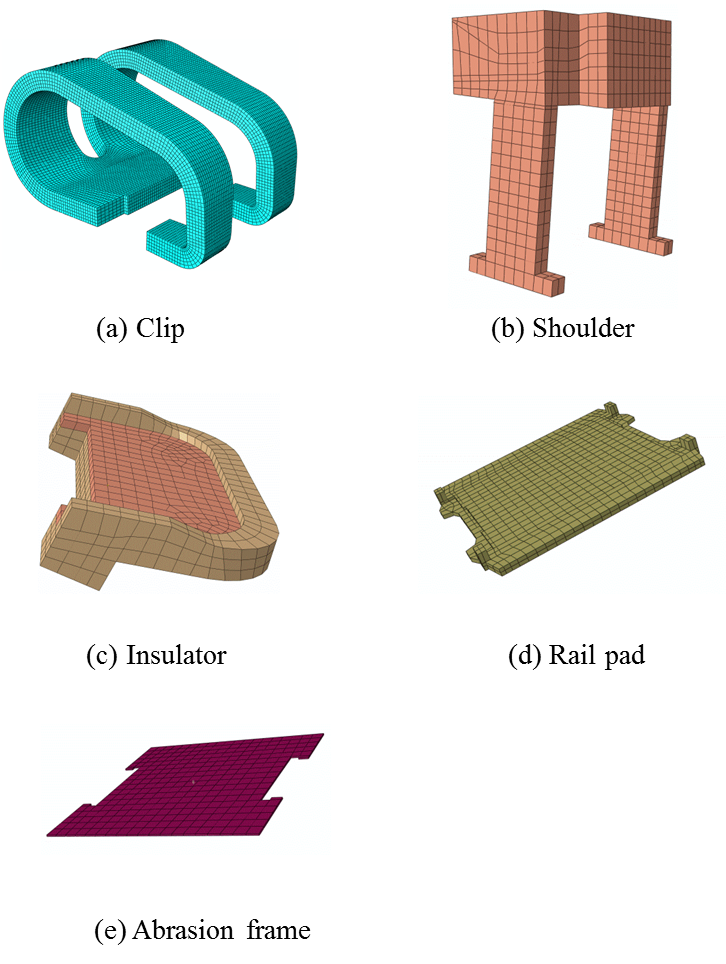 (a) Clip
(b) Shoulder
(c) Insulator
(d) Rail pad
(e) Abrasion frame